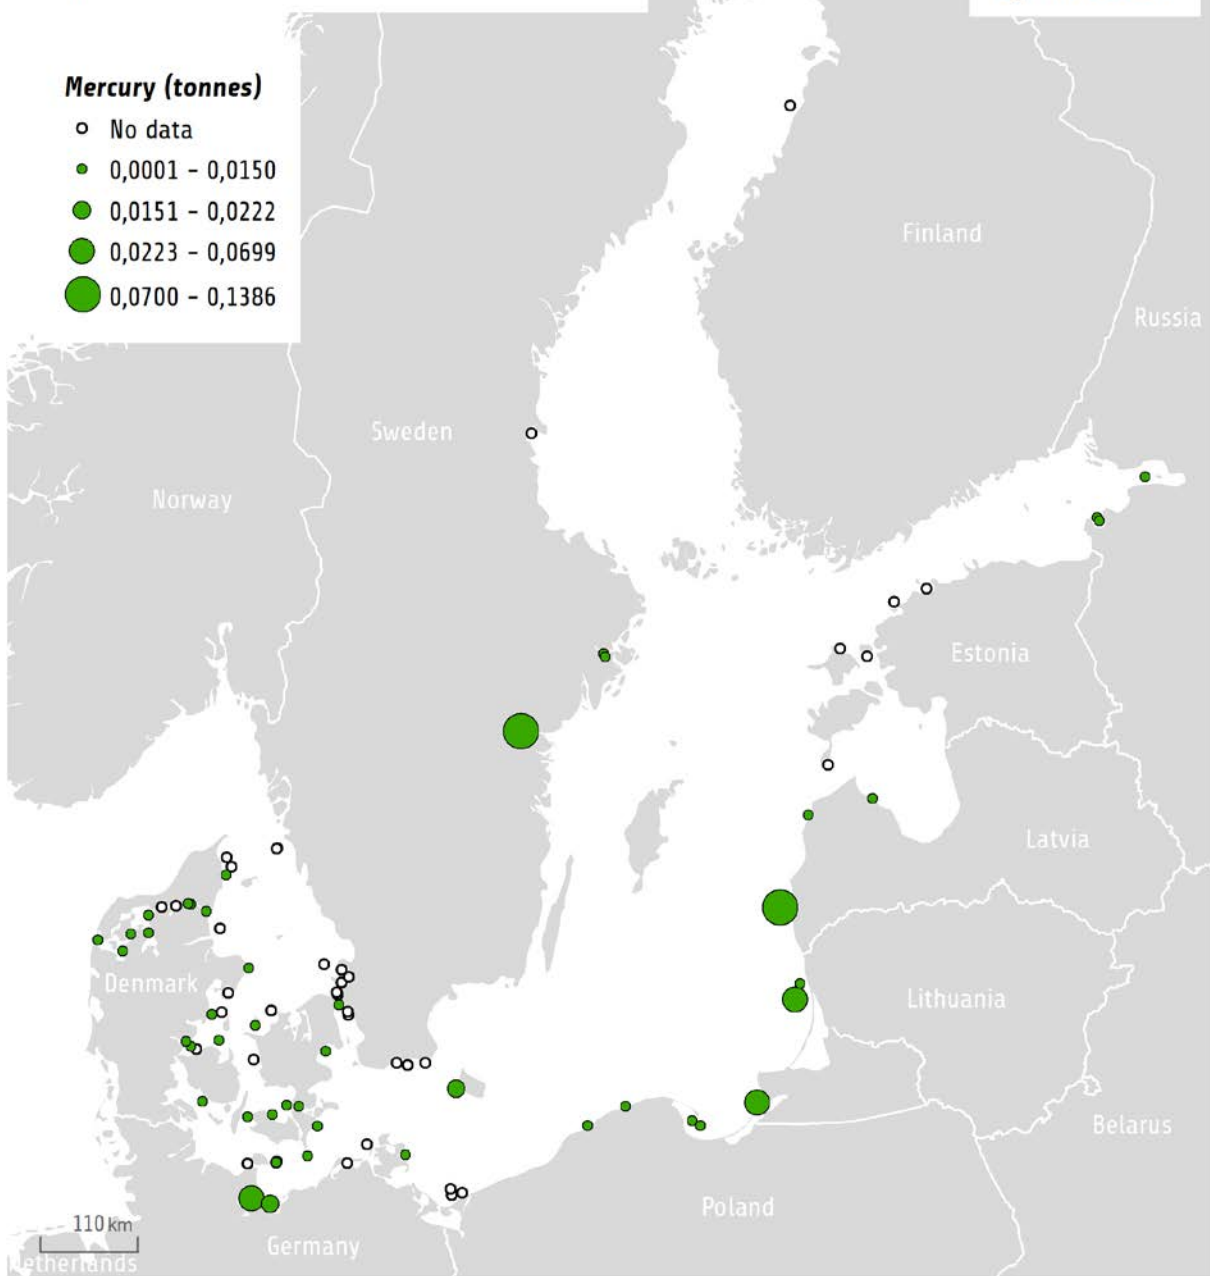 Mercury (tonnes)
No data
0,0001 - 0,0150
0,0151 - 0,0222
0,0223 - 0,0699
0,0700 - 0,1386
Finland
Russia
Sweden
Norway
Estonia
Latvia
Denmark
Lithuania
Belarus
Poland
110 km
Germany